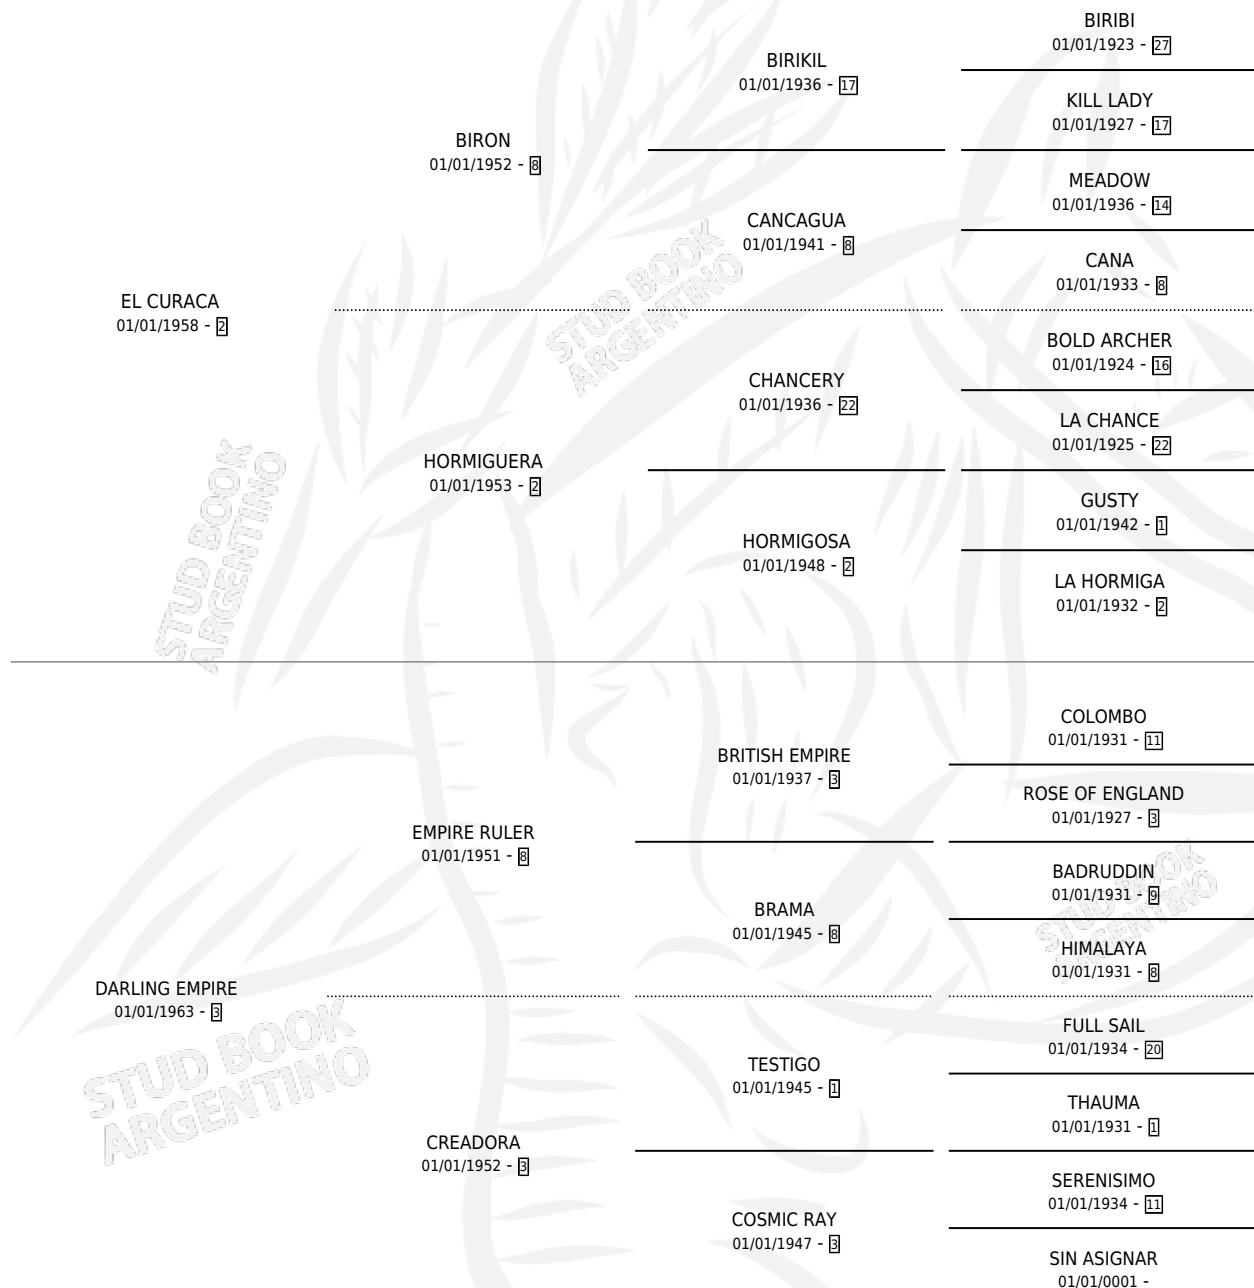 BIRIBI
01/01/1923 - 27
BIRIKIL
01/01/1936 - 17
KILL LADY
01/01/1927 - 17
BIRON
01/01/1952 - 8
MEADOW
01/01/1936 - 14
CANCAGUA
01/01/1941 - 8
CANA
01/01/1933 - 8
EL CURACA
01/01/1958 - 2
BOLD ARCHER
01/01/1924 - 16
CHANCERY
01/01/1936 - 22
LA CHANCE
01/01/1925 - 22
HORMIGUERA
01/01/1953 - 2
GUSTY
01/01/1942 - 1
HORMIGOSA
01/01/1948 - 2
LA HORMIGA
01/01/1932 - 2
STUD BOOK
ARGENTINO
STUD BOOK
ARGENTINO
COLOMBO
01/01/1931 - 11
BRITISH EMPIRE
01/01/1937 - 3
ROSE OF ENGLAND
01/01/1927 - 3
EMPIRE RULER
01/01/1951 - 8
BADRUDDIN
01/01/1931 - 9
BRAMA
01/01/1945 - 8
HIMALAYA
01/01/1931 - 8
DARLING EMPIRE
01/01/1963 - 3
FULL SAIL
01/01/1934 - 20
TESTIGO
01/01/1945 - 1
THAUMA
01/01/1931 - 1
CREADORA
01/01/1952 - 3
SERENISIMO
01/01/1934 - 11
COSMIC RAY
01/01/1947 - 3
SIN ASIGNAR
01/01/0001 -
STUD BOOK
ARGENTINO
STUD BOOK
ARGENTINO